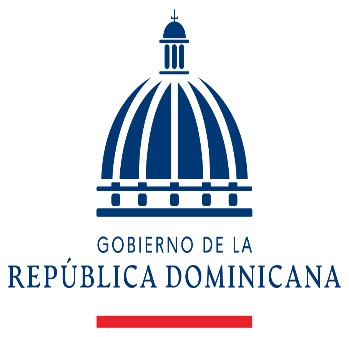 GOBIERNO DE LA
REPÚBLICA DOMINICANA